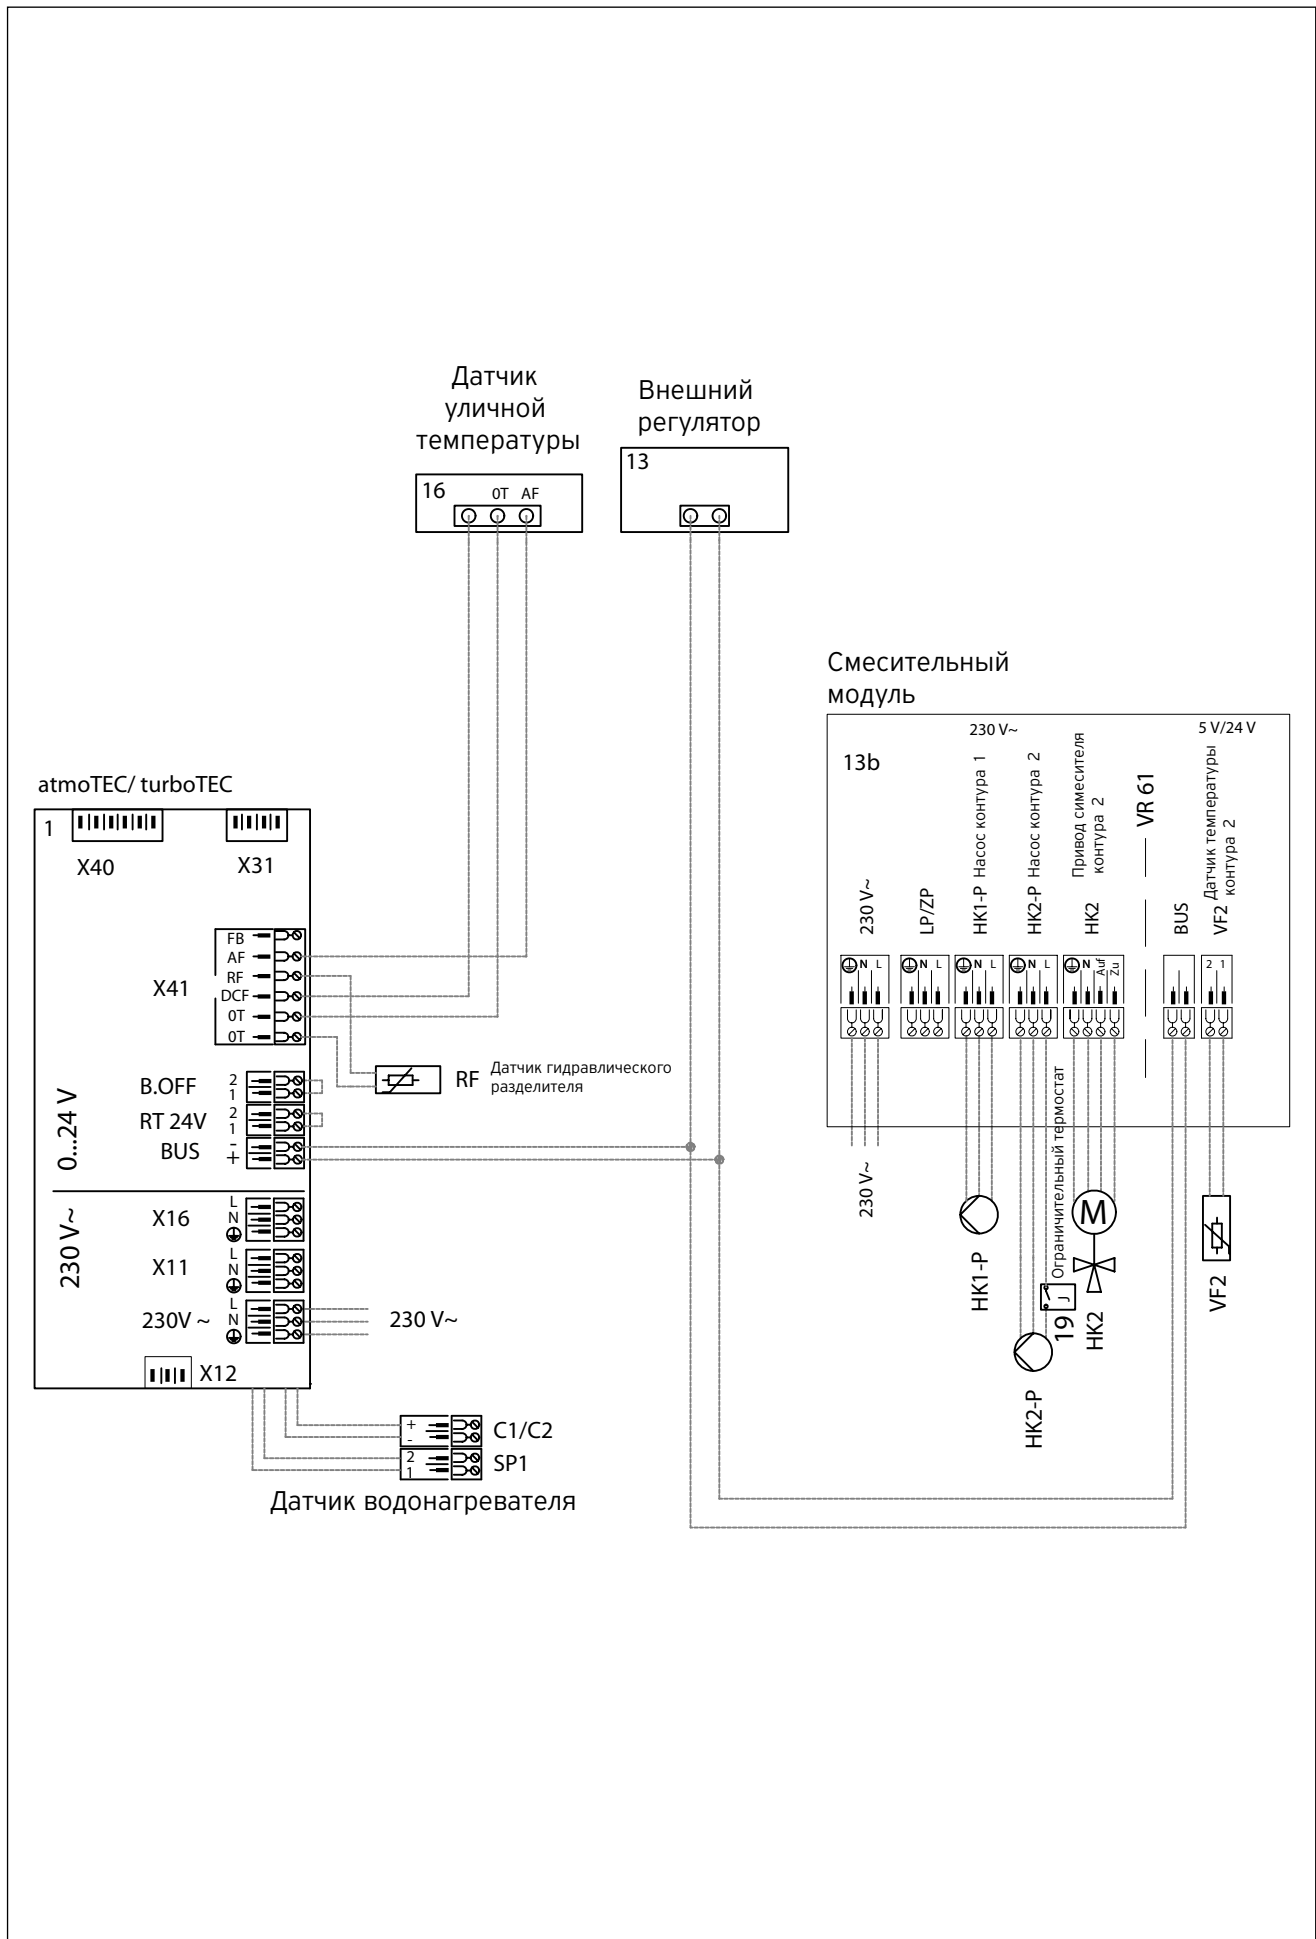 Датчик
уличной
температуры
Внешний
регулятор
16
0T AF
13
Смесительный
модуль
13b
230 V~
5 V/24 V
230 V~
LP/ZP
HK1-P Насос контура 1
HK2-P Насос контура 2
HK2
Привод симесителя
контура 2
VR 61
BUS
VF2 Датчик температуры
контура 2
N L
N L
N L
N L
N Auf Zu
2 1
atmoTEC/ turboTEC
1
X40
X31
X41
FB
AF
RF
DCF
0T
0T
RF
Датчик гидравлического
разделителя
0...24 V
B.OFF
2
1
RT 24V
2
1
BUS
-
+
230 V~
X16
L
N
X11
L
N
230V ~
L
N
230 V~
X12
+
-
C1/C2
2
1
SP1
Датчик водонагревателя
230 V~
HK1-P
Ограничительный термостат
M
J
19
HK2
HK2-P
VF2